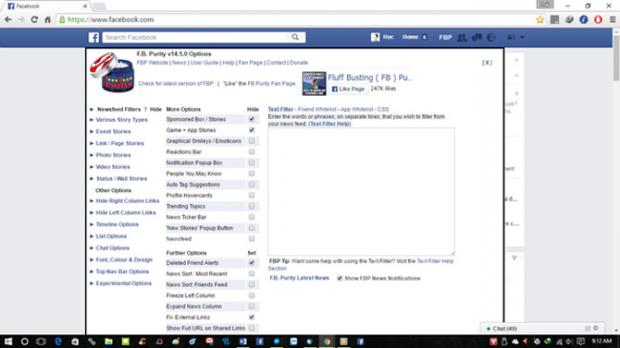 Facebook
https://www.facebook.com
Search Facebook
Hoc Home
FBP
F.B. Purity v14.5.0 Options
FBP Website | News | User Guide | Help | Fan Page | Contact | Donate
[X]
Check for latest version of FBP | "Like" the FB Purity Fan Page
Fluff Busting ( FB ) Pu..
Like Page 247K likes
Newsfeed Filters ? Hide
Various Story Types
Event Stories
Link / Page Stories
Photo Stories
Video Stories
Status / Wall Stories
Other Options
Hide Right Column Links
Hide Left Column Links
Timeline Options
List Options
Chat Options
Font, Colour & Design
Top Nav Bar Options
Experimental Options
More Options Hide
Sponsored Box / Stories
Game + App Stories
Graphical Smileys / Emoticons
Reactions Bar
Notification Popup Box
People You May Know
Auto Tag Suggestions
Profile Hovercards
Trending Topics
News Ticker Bar
'New Stories' Popup Button
Newsfeed
Further Options Set
Deleted Friend Alerts
News Sort: Most Recent
News Sort: Friends Feed
Freeze Left Column
Expand News Column
Fix External Links
Show Full URL on Shared Links
Text Filter - Friend Whitelist - App Whitelist - CSS
Enter the words or phrases, on separate lines, that you wish to filter from
your news feed. (Text Filter Help)
FBP Tip: Want some help with using the Text Filter? Visit the Text Filter Help
Section
F.B. Purity Latest News Show FBP News Notifications
Chat (49)
9:12 AM